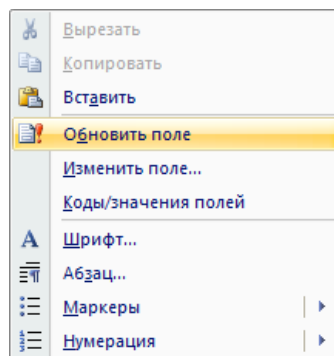 Вырезать
Копировать
Вставить
Обновить поле
Изменить поле...
Коды/значения полей
Шрифт...
Абзац...
Маркеры
Нумерация